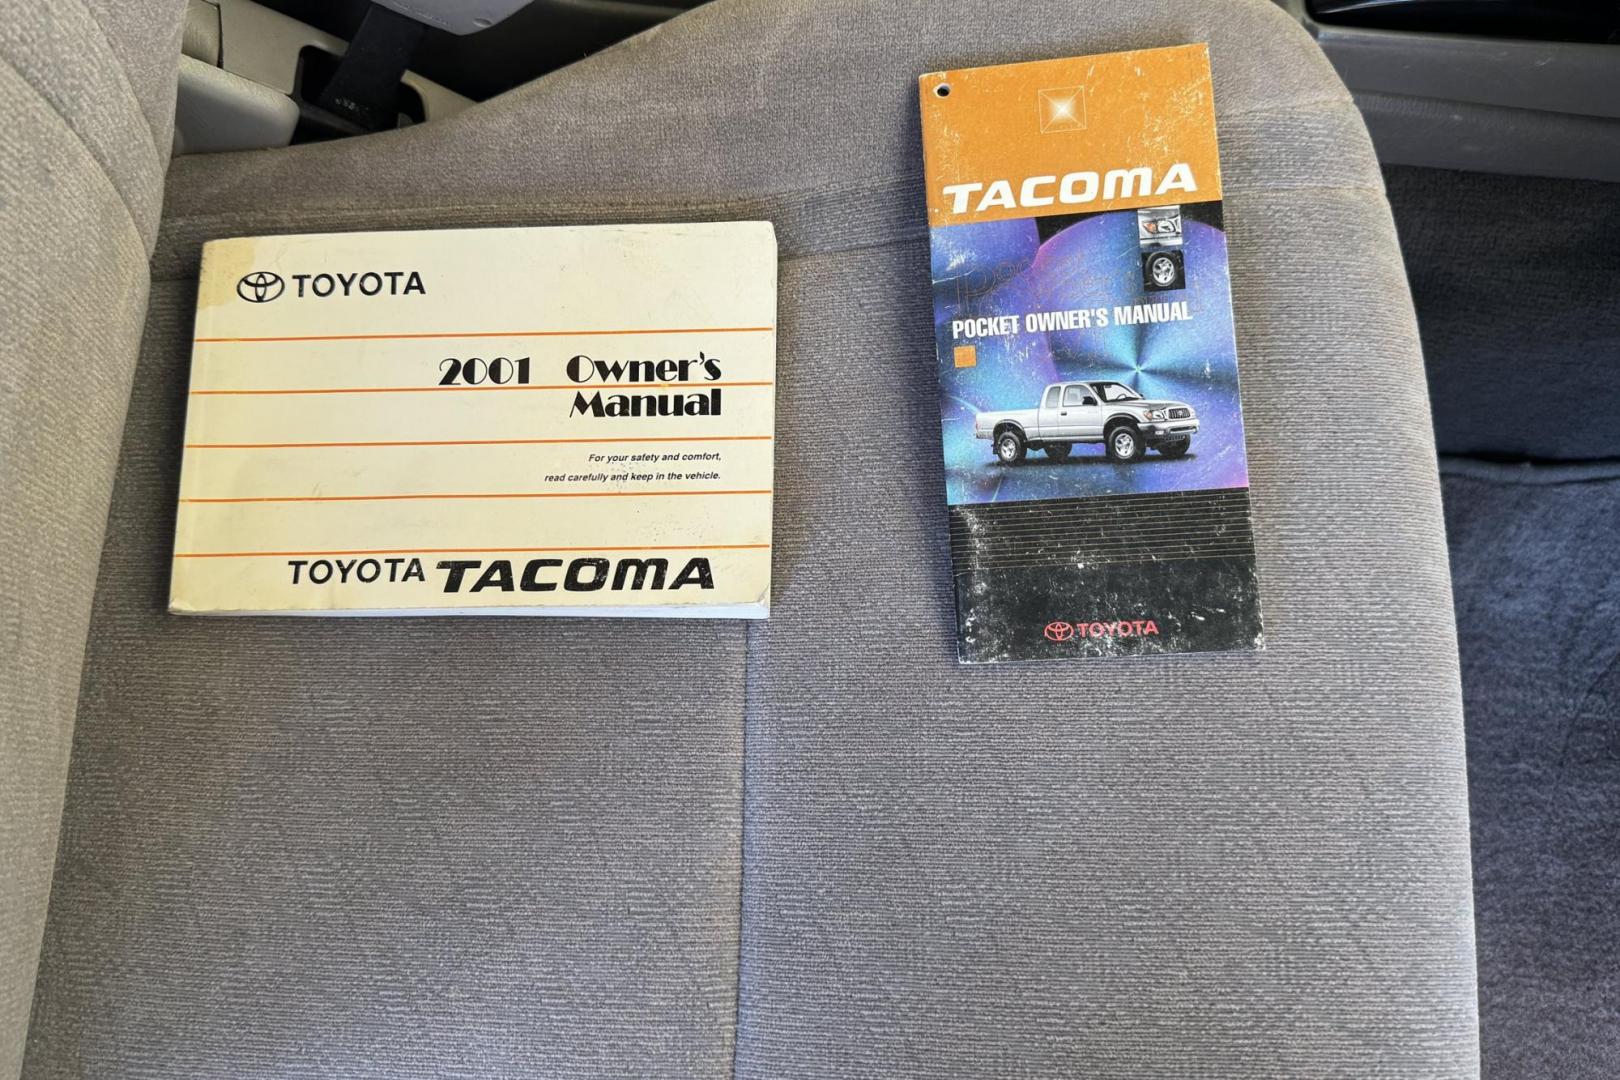 TOYOTA
2001 Owner's
Manual
For your safety and comfort,
read carefully and keep in the vehicle.
TOYOTA TACOMA
TACOMA
POCKET OWNER'S MANUAL
TOYOTA